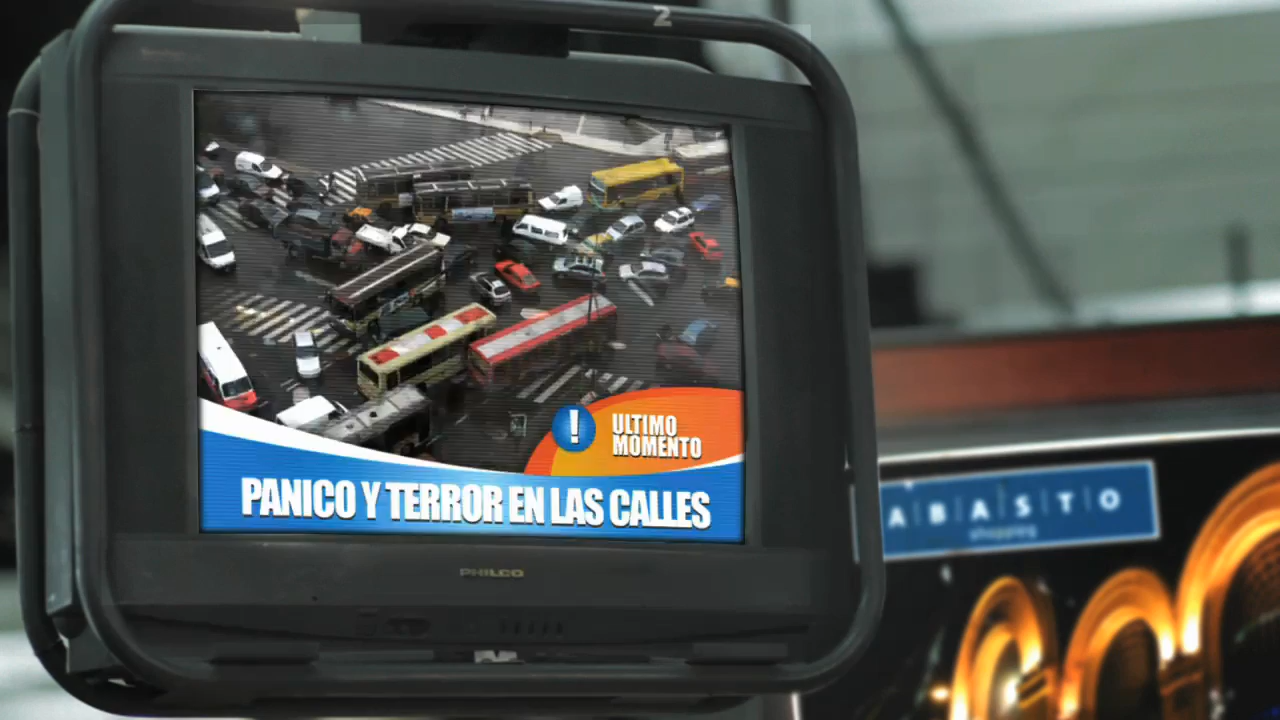 2
ULTIMO
MOMENTO
PANICO Y TERROR EN LAS CALLES
PHILCO
ABASTO
shopping